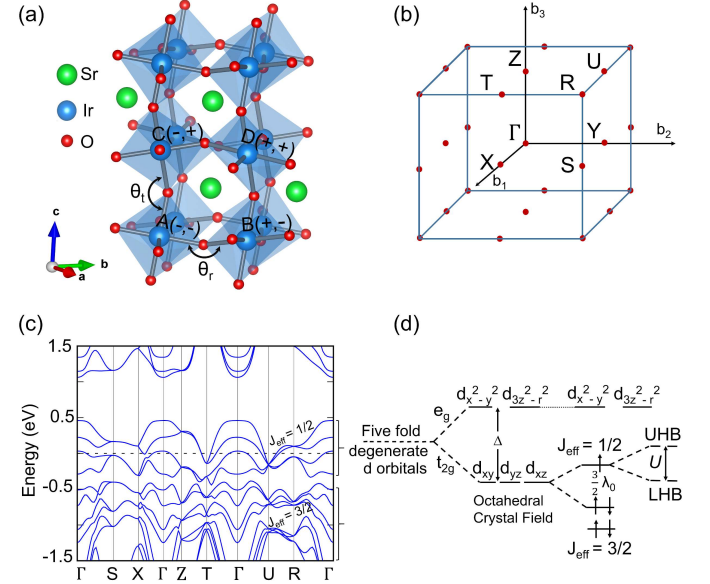 (a)
Sr
Ir
O
C(-,+)
D(+,+)
A(-,-)
B(+,-)
θt
θr
c
b
a
(b)
b3
Z
U
T
R
Γ
Y
b2
X
S
b1
(c)
1.5
0.5
-0.5
-1.5
Energy (eV)
Jeff = 1/2
Jeff = 3/2
Γ S X Γ Z T Γ U R Γ
(d)
dx²-y² d3z²-r² dx²-y² d3z²-r²
eg
Five fold
degenerate
d orbitals
Δ
t2g
dxy dyz dxz
Octahedral
Crystal Field
Jeff = 1/2
3/2 λ0
Jeff = 3/2
UHB
U
LHB